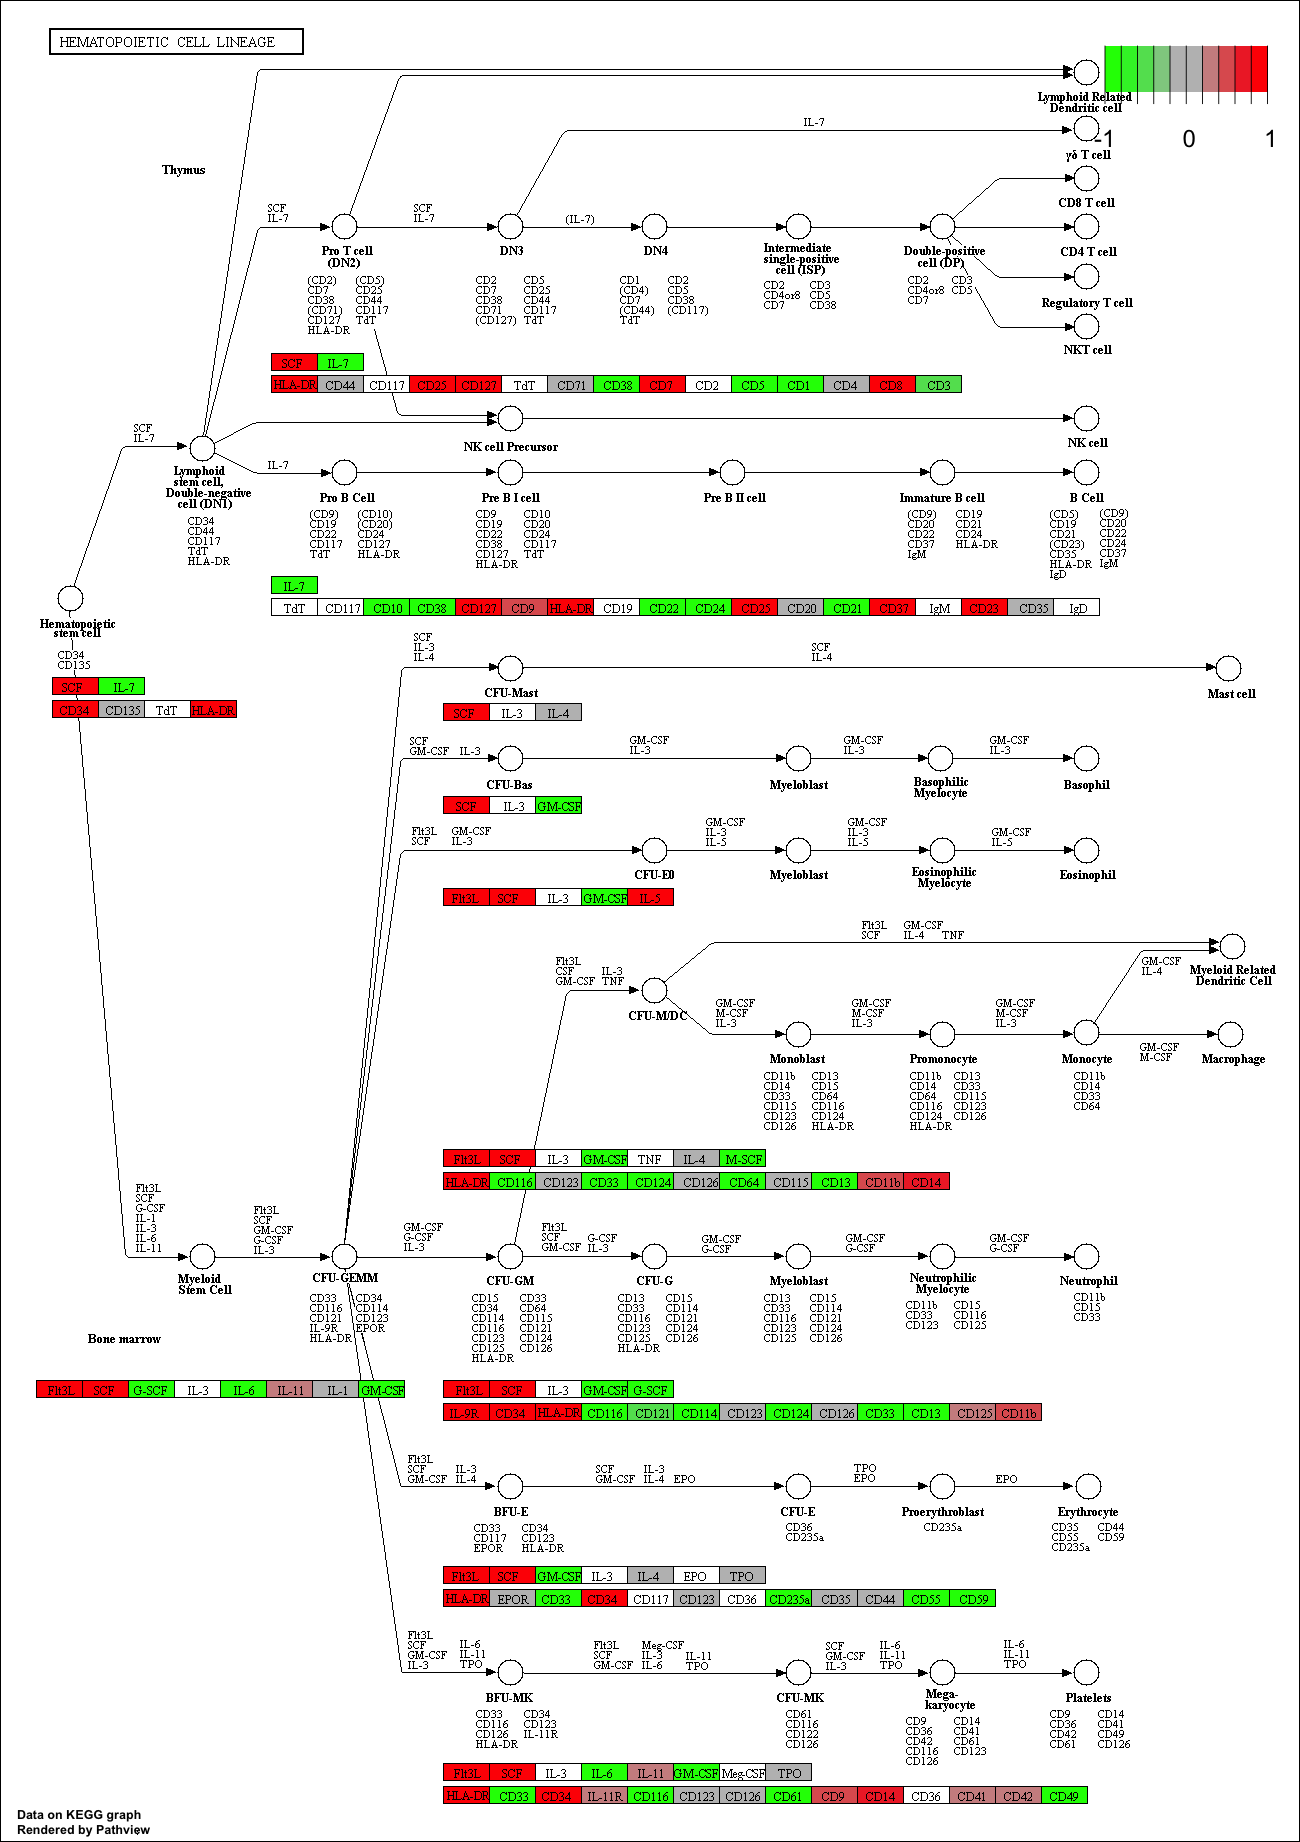 HEMATOPOIETIC CELL LINEAGE
-1 0 1
Lymphoid Related
Dendritic cell
IL-7
γδ T cell
Thymus
CD8 T cell
SCF
IL-7
SCF
IL-7
(IL-7)
Pro T cell
(DN2)
DN3
DN4
Intermediate
single-positive
cell (ISP)
Double-positive
cell (DP)
CD4 T cell
Regulatory T cell
NKT cell
(CD2) (CD5)
CD7 CD25
CD38 CD44
(CD71) CD117
CD127 TdT
HLA-DR
CD2 CD5
CD7 CD25
CD38 CD44
CD71 CD117
(CD127) TdT
CD1 CD2
(CD4) CD5
CD7 CD38
(CD44) (CD117)
TdT
CD2 CD3
CD4or8 CD5
CD7 CD38
CD2 CD3
CD4or8 CD5
CD7
SCF IL-7
HLA-DR CD44 CD117 CD25 CD127 TdT CD71 CD38 CD7 CD2 CD5 CD1 CD4 CD8 CD3
SCF
IL-7
NK cell Precursor
NK cell
Lymphoid
stem cell,
Double-negative
cell (DN1)
IL-7
Pro B Cell
Pre B I cell
Pre B II cell
Immature B cell
B Cell
CD34
CD44
CD117
TdT
HLA-DR
(CD9) (CD10)
CD19 (CD20)
CD22 CD24
CD117 CD127
TdT HLA-DR
CD9 CD10
CD19 CD20
CD22 CD24
CD38 CD117
CD127 TdT
HLA-DR
(CD9) CD19
CD20 CD21
CD22 CD24
CD37 HLA-DR
IgM
(CD5) (CD9)
CD19 CD20
CD21 CD22
(CD23) CD24
CD35 CD37
HLA-DR IgM
IgD
IL-7
TdT CD117 CD10 CD38 CD127 CD9 HLA-DR CD19 CD22 CD24 CD25 CD20 CD21 CD37 IgM CD23 CD35 IgD
Hematopoietic
stem cell
CD34
CD135
SCF IL-7
CD34 CD135 TdT HLA-DR
SCF
IL-3
IL-4
SCF
IL-4
CFU-Mast
Mast cell
SCF IL-3 IL-4
SCF
GM-CSF IL-3
GM-CSF
IL-3
GM-CSF
IL-3
GM-CSF
IL-3
CFU-Bas
Myeloblast
Basophilic
Myelocyte
Basophil
SCF IL-3 GM-CSF
Flt3L GM-CSF
SCF IL-3
GM-CSF
IL-3
IL-5
GM-CSF
IL-3
IL-5
GM-CSF
IL-5
CFU-E0
Myeloblast
Eosinophilic
Myelocyte
Eosinophil
Flt3L SCF IL-3 GM-CSF IL-5
Flt3L GM-CSF
SCF IL-4 TNF
Flt3L
CSF IL-3
GM-CSF TNF
GM-CSF
IL-4
Myeloid Related
Dendritic Cell
CFU-M/DC
GM-CSF
M-CSF
IL-3
GM-CSF
M-CSF
IL-3
GM-CSF
M-CSF
IL-3
GM-CSF
M-CSF
Monoblast
Promonocyte
Monocyte
Macrophage
CD11b CD13
CD14 CD15
CD33 CD64
CD115 CD116
CD123 CD124
CD126 HLA-DR
CD11b CD13
CD14 CD33
CD64 CD115
CD116 CD123
CD124 CD126
HLA-DR
CD11b
CD14
CD33
CD64
Flt3L SCF IL-3 GM-CSF TNF IL-4 M-SCF
HLA-DR CD116 CD123 CD33 CD124 CD126 CD64 CD115 CD13 CD11b CD14
Flt3L
SCF
G-CSF
IL-1
IL-3
IL-6
IL-11
Flt3L
SCF
GM-CSF
G-CSF
IL-3
GM-CSF
G-CSF
IL-3
Flt3L
SCF G-CSF
GM-CSF IL-3
GM-CSF
G-CSF
GM-CSF
G-CSF
GM-CSF
G-CSF
Myeloid
Stem Cell
CFU-GEMM
CFU-GM
CFU-G
Myeloblast
Neutrophilic
Myelocyte
Neutrophil
CD33 CD34
CD116 CD114
CD121 CD123
IL-9R EPOR
HLA-DR
CD15 CD33
CD34 CD64
CD114 CD115
CD116 CD121
CD123 CD124
CD125 CD126
HLA-DR
CD13 CD15
CD33 CD114
CD116 CD121
CD123 CD124
CD125 CD126
HLA-DR
CD13 CD15
CD33 CD114
CD116 CD121
CD123 CD124
CD125 CD126
CD11b CD15
CD33 CD116
CD123 CD125
CD11b
CD15
CD33
Bone marrow
Flt3L SCF G-SCF IL-3 IL-6 IL-11 IL-1 GM-CSF
Flt3L SCF IL-3 GM-CSF G-SCF
IL-9R CD34 HLA-DR CD116 CD121 CD114 CD123 CD124 CD126 CD33 CD13 CD125 CD11b
Flt3L
SCF IL-3
GM-CSF IL-4
SCF IL-3
GM-CSF IL-4 EPO
TPO
EPO
EPO
BFU-E
CFU-E
Proerythroblast
Erythrocyte
CD33 CD34
CD117 CD123
EPOR HLA-DR
CD36
CD235a
CD235a
CD35 CD44
CD55 CD59
CD235a
Flt3L SCF GM-CSF IL-3 IL-4 EPO TPO
HLA-DR EPOR CD33 CD34 CD117 CD123 CD36 CD235a CD35 CD44 CD55 CD59
Flt3L
SCF IL-6
GM-CSF IL-11
IL-3 TPO
Flt3L Meg-CSF
SCF IL-3 IL-11
GM-CSF IL-6 TPO
SCF IL-6
GM-CSF IL-11
IL-3 TPO
IL-6
IL-11
TPO
BFU-MK
CFU-MK
Mega-
karyocyte
Platelets
CD33 CD34
CD116 CD123
CD126 IL-11R
HLA-DR
CD61
CD116
CD122
CD126
CD9 CD14
CD36 CD41
CD42 CD61
CD116 CD123
CD126
CD9 CD14
CD36 CD41
CD42 CD49
CD61 CD126
Flt3L SCF IL-3 IL-6 IL-11 GM-CSF Meg-CSF TPO
HLA-DR CD33 CD34 IL-11R CD116 CD123 CD126 CD61 CD9 CD14 CD36 CD41 CD42 CD49
Data on KEGG graph
Rendered by Pathview